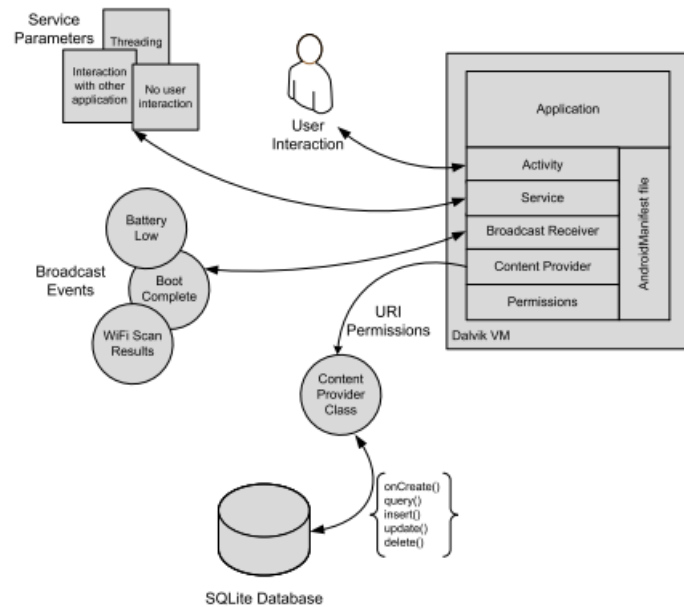 Service
Parameters
Threading
Interaction
with other
application
No user
interaction
User
Interaction
Application
Activity
Service
Broadcast Receiver
Content Provider
Permissions
AndroidManifest file
Dalvik VM
Battery
Low
Broadcast
Events
Boot
Complete
WiFi Scan
Results
URI
Permissions
Content
Provider
Class
onCreate()
query()
insert()
update()
delete()
SQLite Database